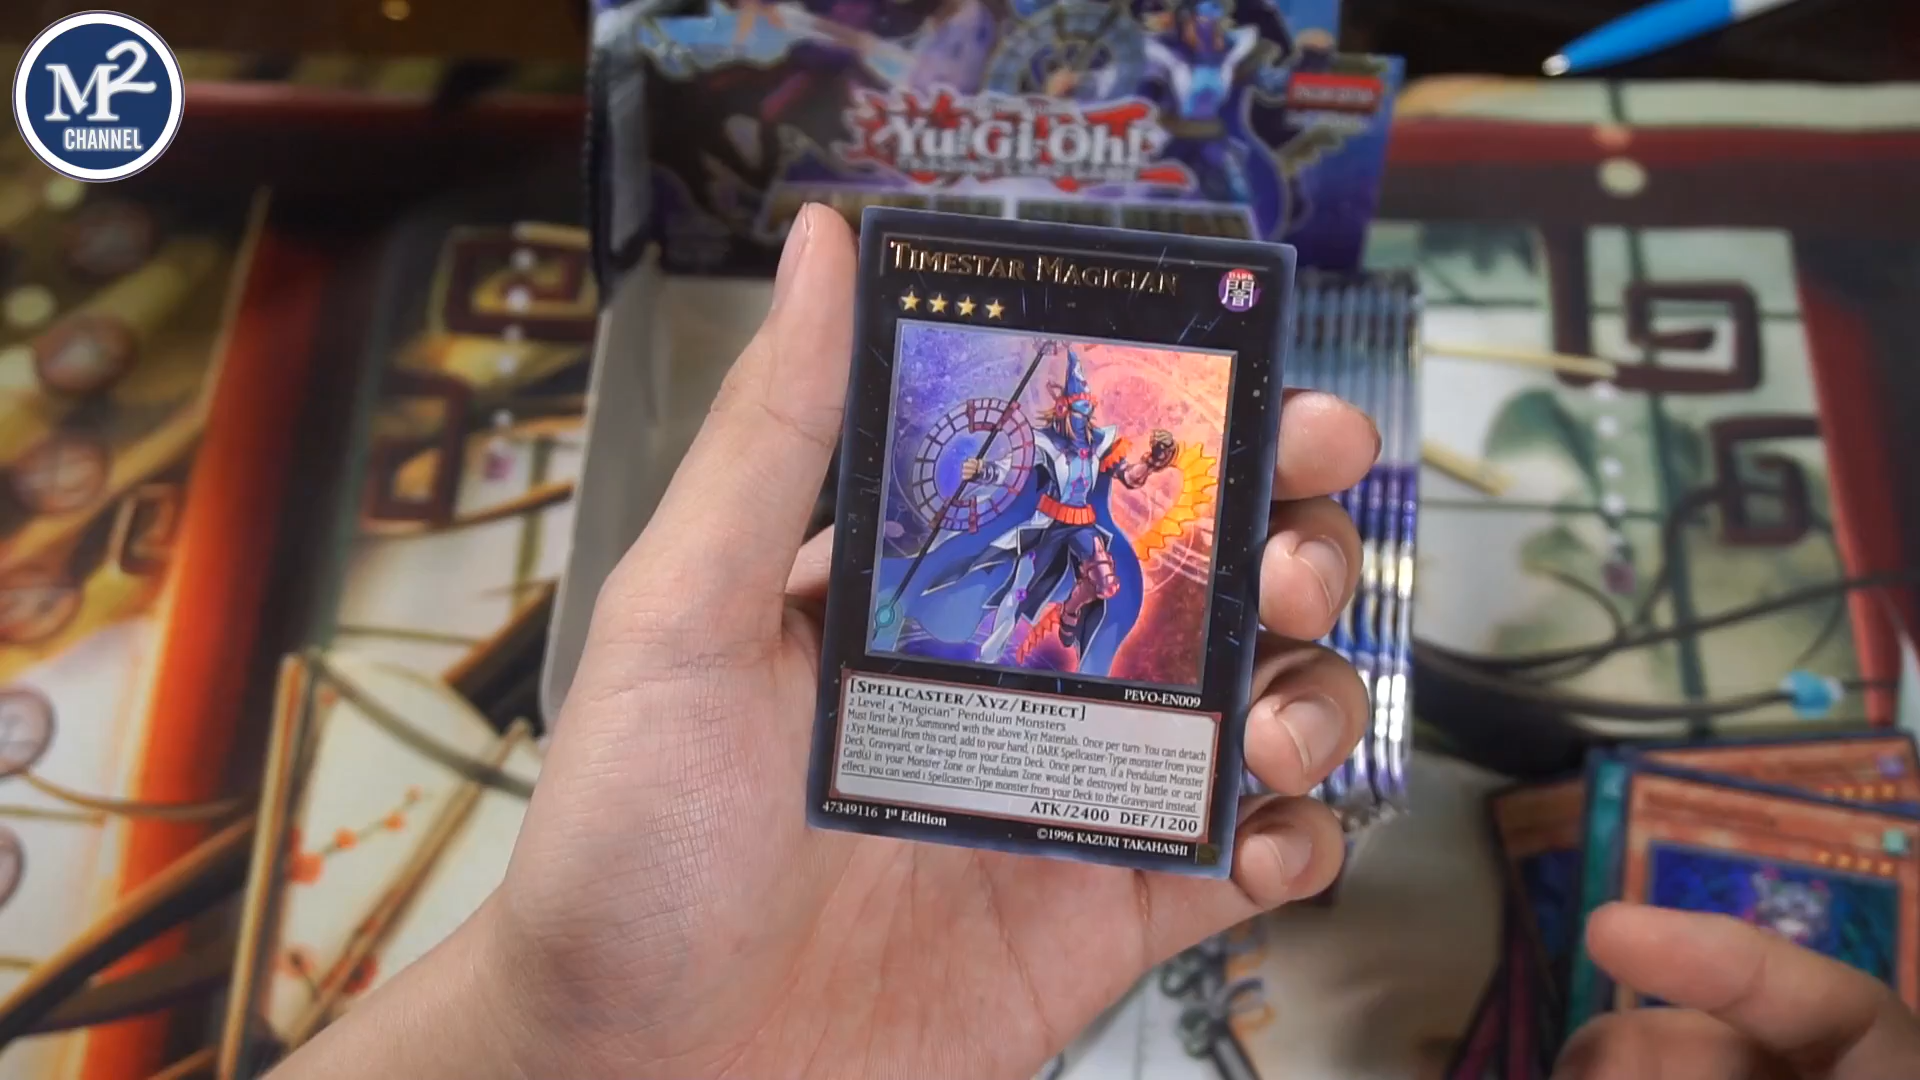 M2
CHANNEL
Yu-Gi-Oh!
TRADING CARD GAME
TIMESTAR MAGICIAN
DARK
闇
PEVO-EN009
[SPELLCASTER/XYZ/EFFECT]
2 Level 4 "Magician" Pendulum Monsters
Must first be Xyz Summoned with the above Xyz Materials. Once per turn: You can detach
1 Xyz Material from this card; add to your hand, 1 DARK Spellcaster-Type monster from your
Deck, Graveyard, or face-up from your Extra Deck. Once per turn, if a Pendulum Monster
Card(s) in your Monster Zone or Pendulum Zone would be destroyed by battle or card
effect, you can send 1 Spellcaster-Type monster from your Deck to the Graveyard instead.
ATK/2400 DEF/1200
47349116 1st Edition
©1996 KAZUKI TAKAHASHI